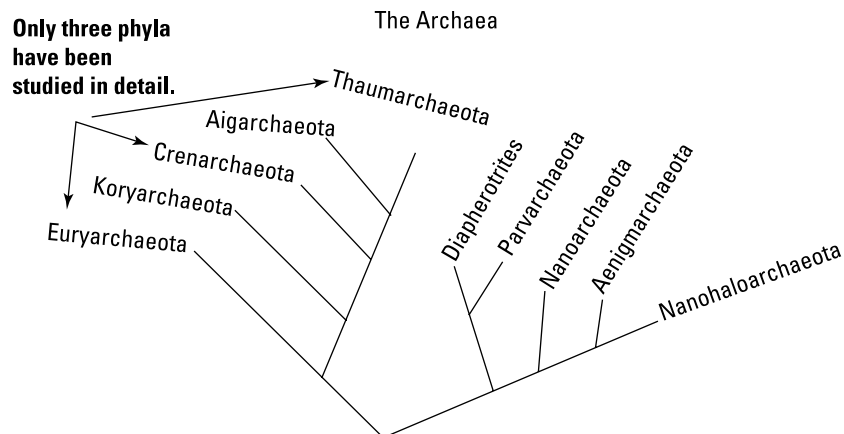 The Archaea
Only three phyla
have been
studied in detail.
Thaumarchaeota
Aigarchaeota
Crenarchaeota
Koryarchaeota
Euryarchaeota
Diapherotrites
Parvarchaeota
Nanoarchaeota
Aenigmarchaeota
Nanohaloarchaeota